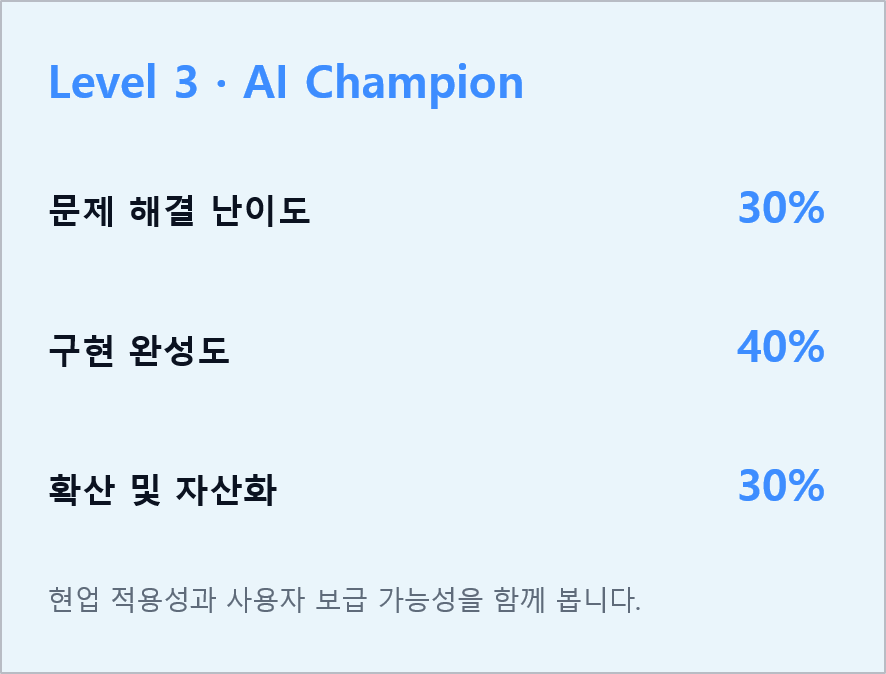 Level 3 · AI Champion
문제 해결 난이도 30%
구현 완성도 40%
확산 및 자산화 30%
현업 적용성과 사용자 보급 가능성을 함께 봅니다.